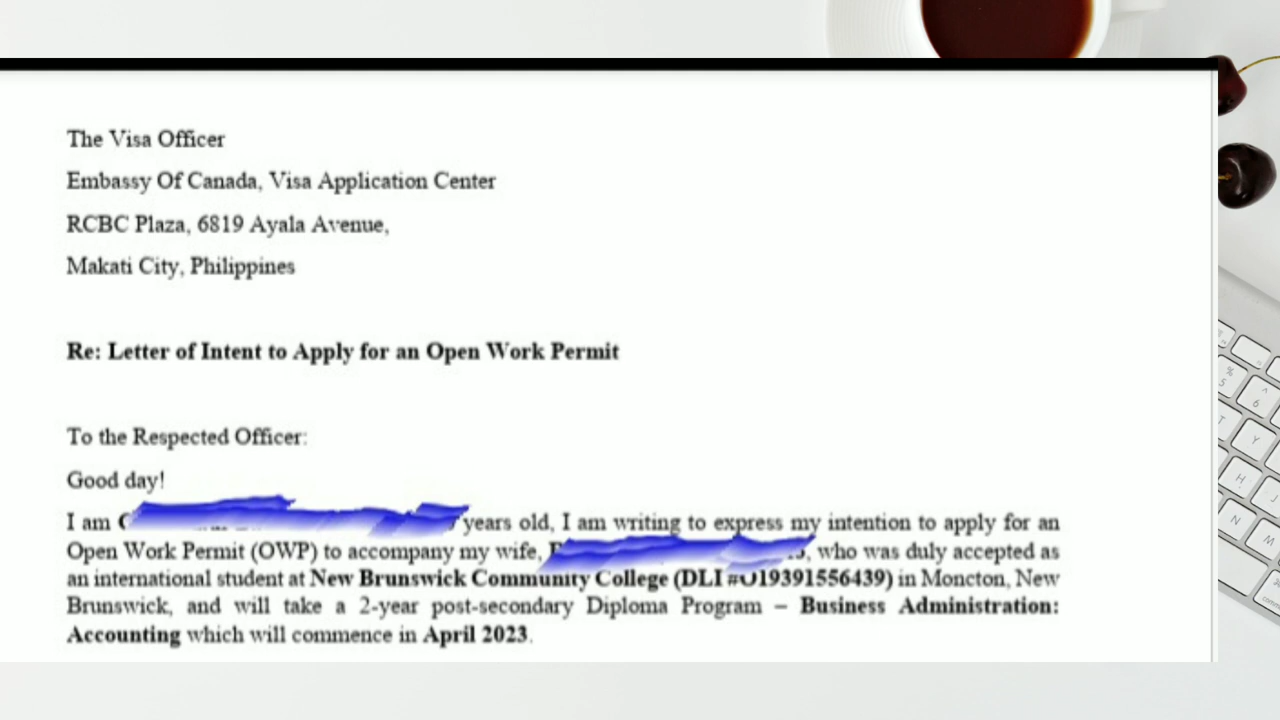 The Visa Officer
Embassy Of Canada, Visa Application Center
RCBC Plaza, 6819 Ayala Avenue,
Makati City, Philippines
Re: Letter of Intent to Apply for an Open Work Permit
To the Respected Officer:
Good day!
I am years old, I am writing to express my intention to apply for an
Open Work Permit (OWP) to accompany my wife, , who was duly accepted as
an international student at New Brunswick Community College (DLI #O19391556439) in Moncton, New
Brunswick, and will take a 2-year post-secondary Diploma Program – Business Administration:
Accounting which will commence in April 2023.